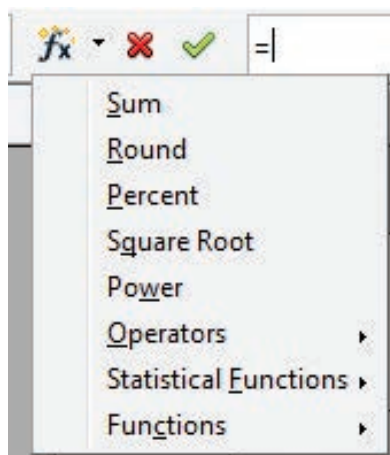 fx
=
Sum
Round
Percent
Square Root
Power
Operators
Statistical Functions
Functions